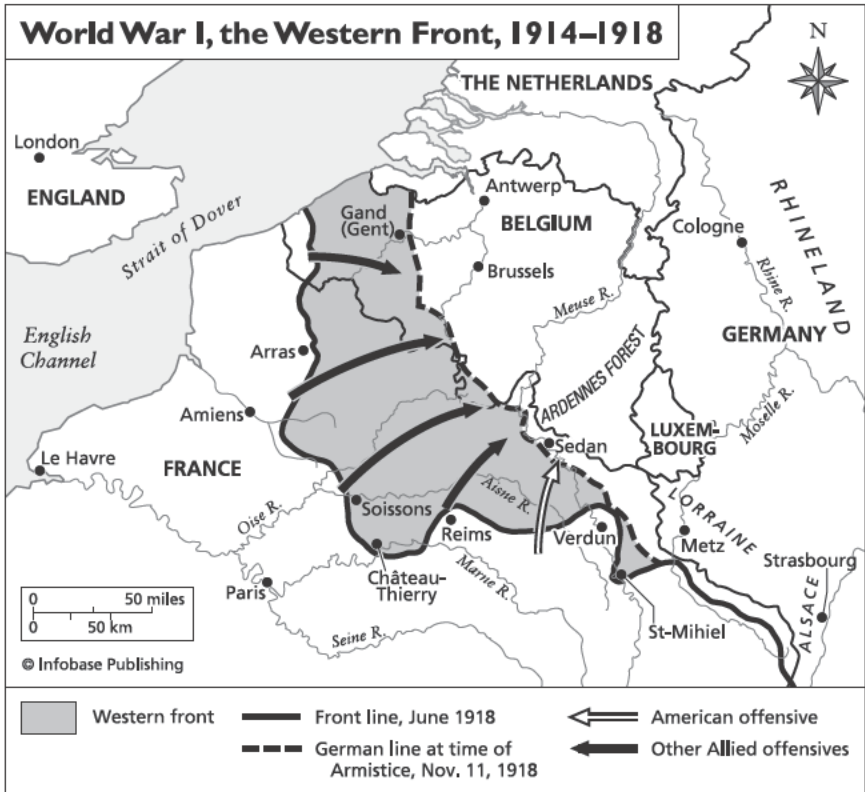 World War I, the Western Front, 1914–1918
N
THE NETHERLANDS
London
ENGLAND
Strait of Dover
Antwerp
Gand
(Gent)
BELGIUM
Cologne
RHINELAND
Brussels
Rhine R.
Meuse R.
English
Channel
GERMANY
Arras
ARDENNES FOREST
Amiens
LUXEM-
BOURG
Moselle R.
Sedan
Le Havre
FRANCE
Aisne R.
Oise R.
Soissons
LORRAINE
Reims
Verdun
Metz
Strasbourg
Paris
Château-
Thierry
Marne R.
ALSACE
0 50 miles
0 50 km
Seine R.
St-Mihiel
© Infobase Publishing
Western front
Front line, June 1918
American offensive
German line at time of
Armistice, Nov. 11, 1918
Other Allied offensives